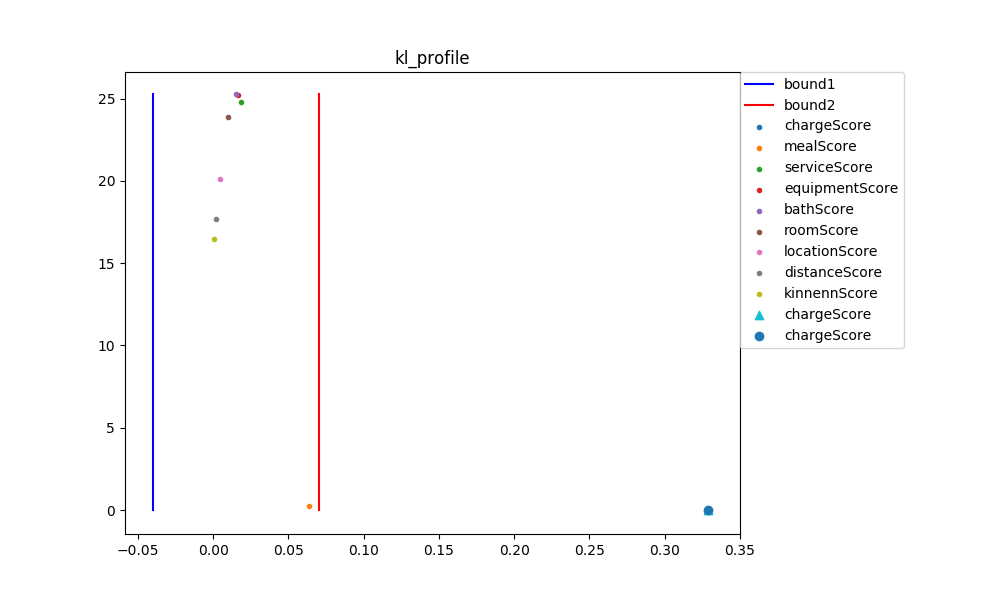 kl_profile
25
20
15
10
5
0
−0.05
0.00
0.05
0.10
0.15
0.20
0.25
0.30
0.35
bound1
bound2
chargeScore
mealScore
serviceScore
equipmentScore
bathScore
roomScore
locationScore
distanceScore
kinnennScore
chargeScore
chargeScore